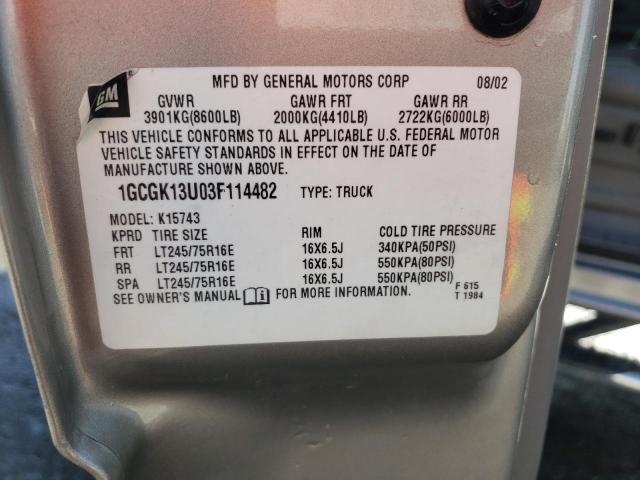 GM
MFD BY GENERAL MOTORS CORP 08/02
GVWR GAWR FRT GAWR RR
3901KG(8600LB) 2000KG(4410LB) 2722KG(6000LB)
THIS VEHICLE CONFORMS TO ALL APPLICABLE U.S. FEDERAL MOTOR
VEHICLE SAFETY STANDARDS IN EFFECT ON THE DATE OF
MANUFACTURE SHOWN ABOVE.
1GCGK13U03F114482 TYPE: TRUCK
MODEL: K15743
KPRD TIRE SIZE RIM COLD TIRE PRESSURE
FRT LT245/75R16E 16X6.5J 340KPA(50PSI)
RR LT245/75R16E 16X6.5J 550KPA(80PSI)
SPA LT245/75R16E 16X6.5J 550KPA(80PSI)
SEE OWNER'S MANUAL FOR MORE INFORMATION.
F 615
T 1984